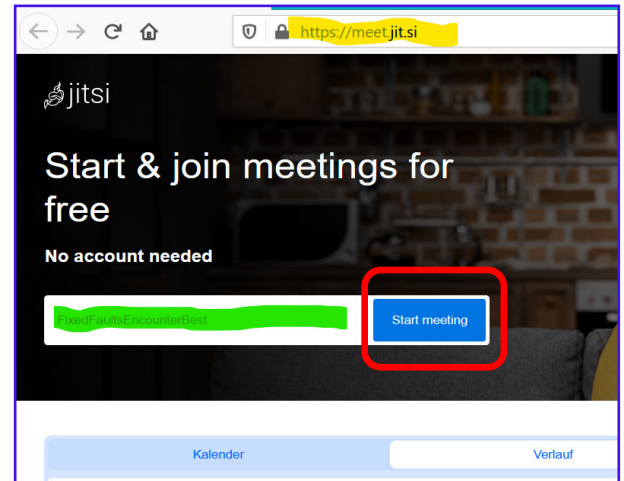 https://meet.jit.si
jitsi
Start & join meetings for
free
No account needed
FixedFaultsEncounterBest
Start meeting
Kalender
Verlauf